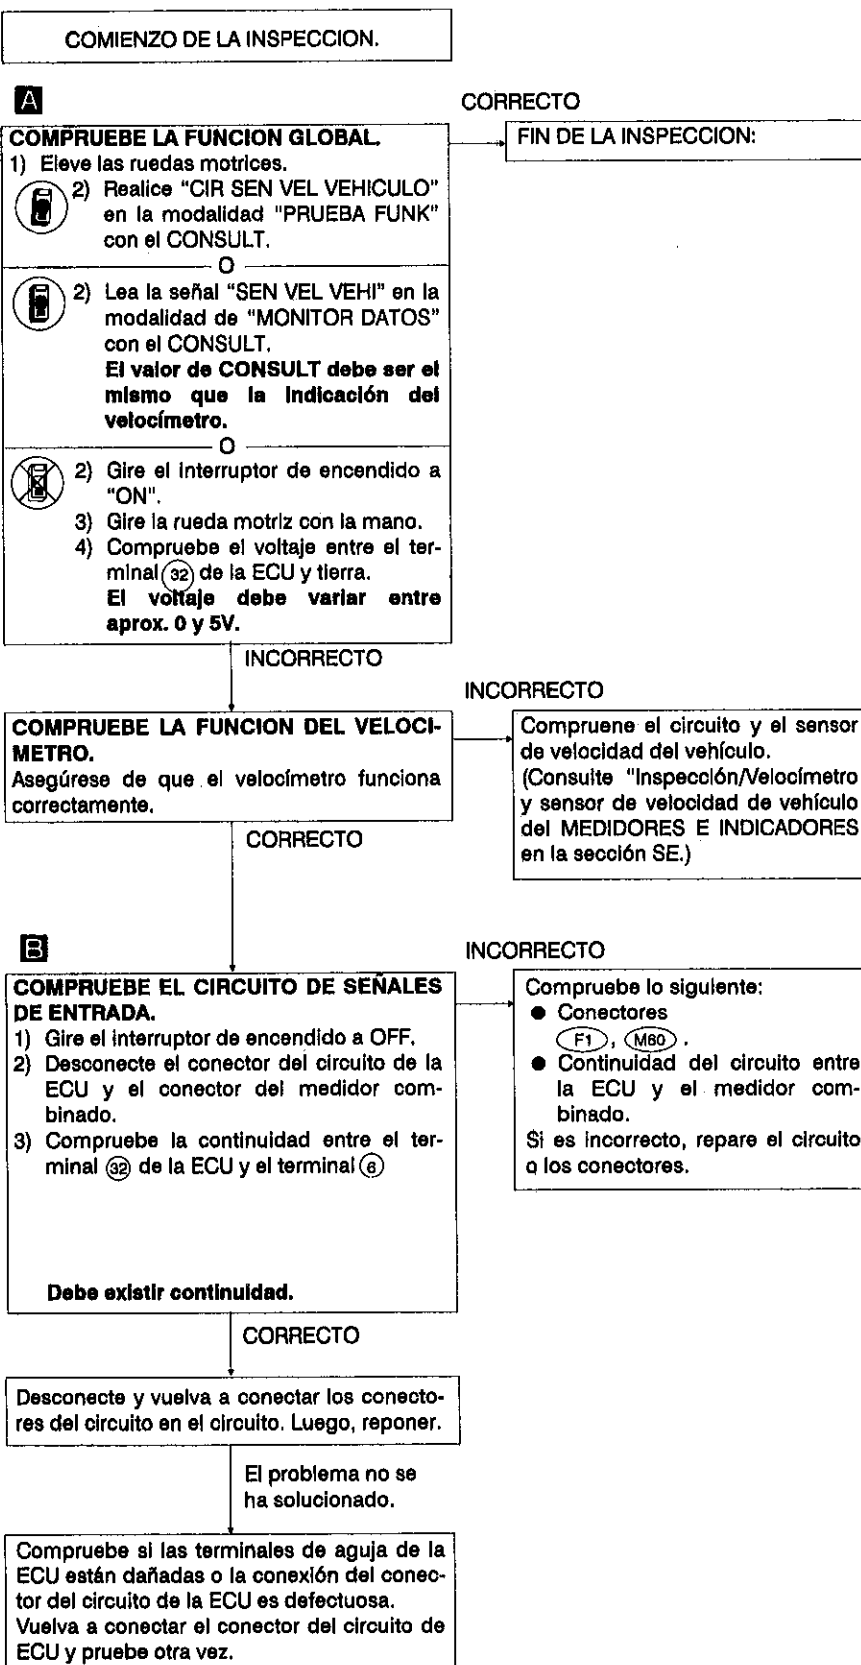 COMIENZO DE LA INSPECCION.
A
CORRECTO
COMPRUEBE LA FUNCION GLOBAL.
1) Eleve las ruedas motrices.
2) Realice "CIR SEN VEL VEHICULO"
en la modalidad "PRUEBA FUNK"
con el CONSULT.
O
2) Lea la señal "SEN VEL VEHI" en la
modalidad de "MONITOR DATOS"
con el CONSULT.
El valor de CONSULT debe ser el
mismo que la indicación del
velocímetro.
O
2) Gire el interruptor de encendido a
"ON".
3) Gire la rueda motriz con la mano.
4) Compruebe el voltaje entre el ter-
minal 32 de la ECU y tierra.
El voltaje debe variar entre
aprox. 0 y 5V.
FIN DE LA INSPECCION:
INCORRECTO
COMPRUEBE LA FUNCION DEL VELOCI-
METRO.
Asegúrese de que el velocímetro funciona
correctamente.
INCORRECTO
Compruene el circuito y el sensor
de velocidad del vehículo.
(Consulte "Inspección/Velocímetro
y sensor de velocidad de vehículo
del MEDIDORES E INDICADORES
en la sección SE.)
CORRECTO
B
COMPRUEBE EL CIRCUITO DE SEÑALES
DE ENTRADA.
1) Gire el interruptor de encendido a OFF.
2) Desconecte el conector del circuito de la
ECU y el conector del medidor com-
binado.
3) Compruebe la continuidad entre el ter-
minal 32 de la ECU y el terminal 6
Debe existir continuidad.
INCORRECTO
Compruebe lo siguiente:
● Conectores
F1, M60.
● Continuidad del circuito entre
la ECU y el medidor com-
binado.
Si es incorrecto, repare el circuito
o los conectores.
CORRECTO
Desconecte y vuelva a conectar los conecto-
res del circuito en el circuito. Luego, reponer.
El problema no se
ha solucionado.
Compruebe si las terminales de aguja de la
ECU están dañadas o la conexión del conec-
tor del circuito de la ECU es defectuosa.
Vuelva a conectar el conector del circuito de
ECU y pruebe otra vez.